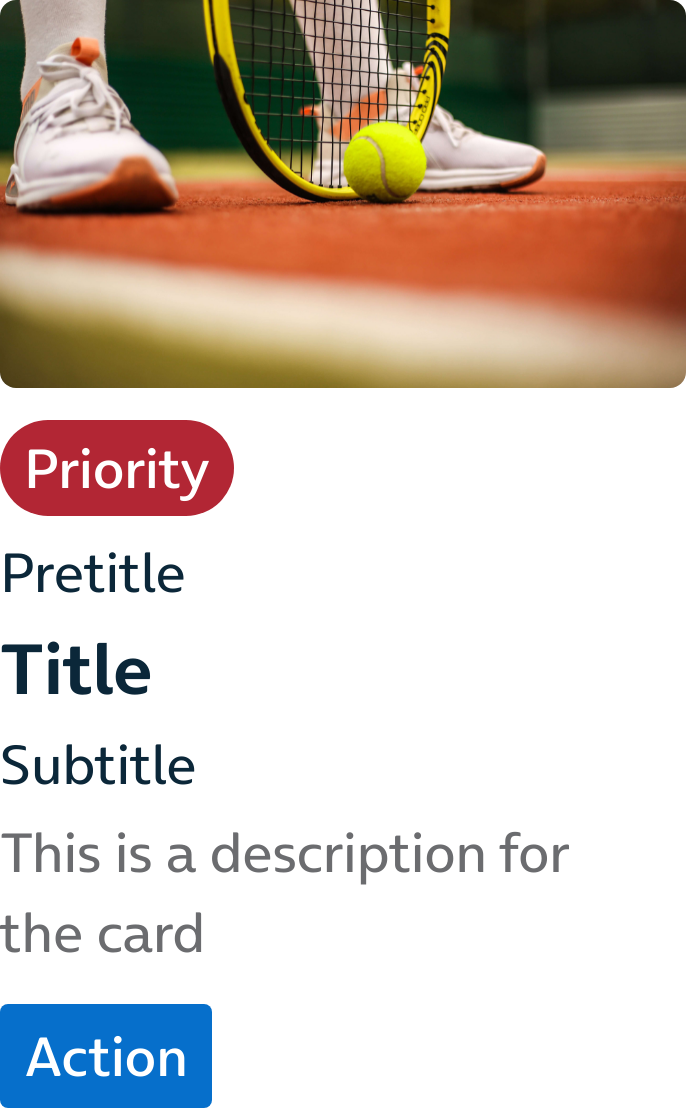 Priority
Pretitle
Title
Subtitle
This is a description for
the card
Action